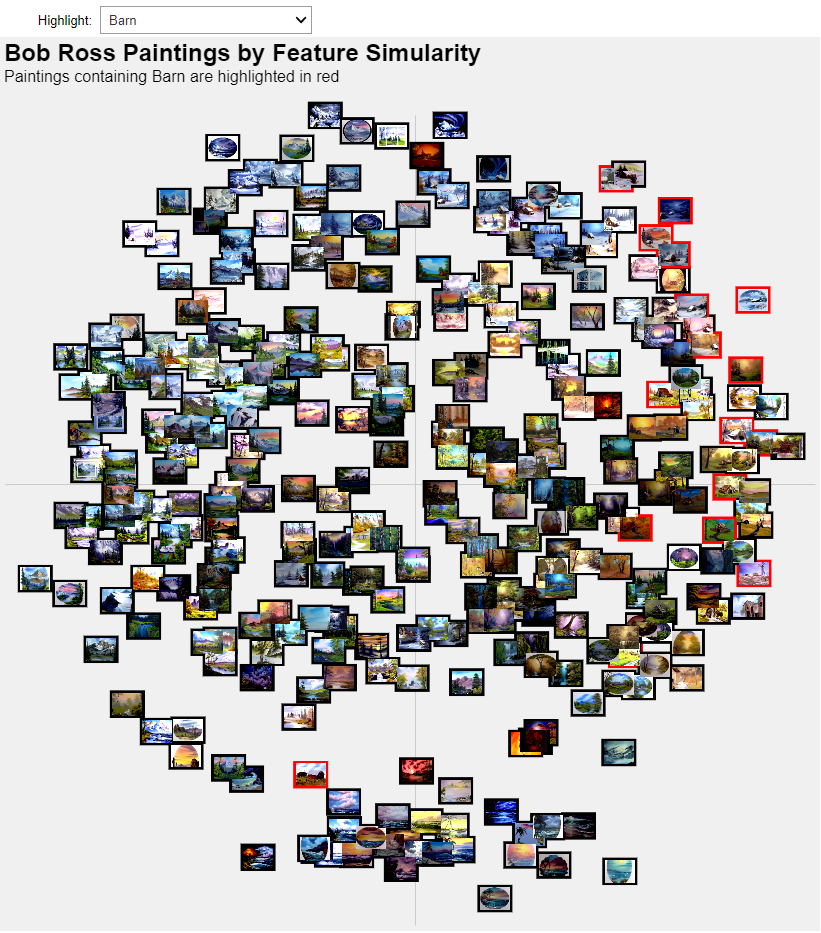 Highlight: Barn
Bob Ross Paintings by Feature Simularity
Paintings containing Barn are highlighted in red